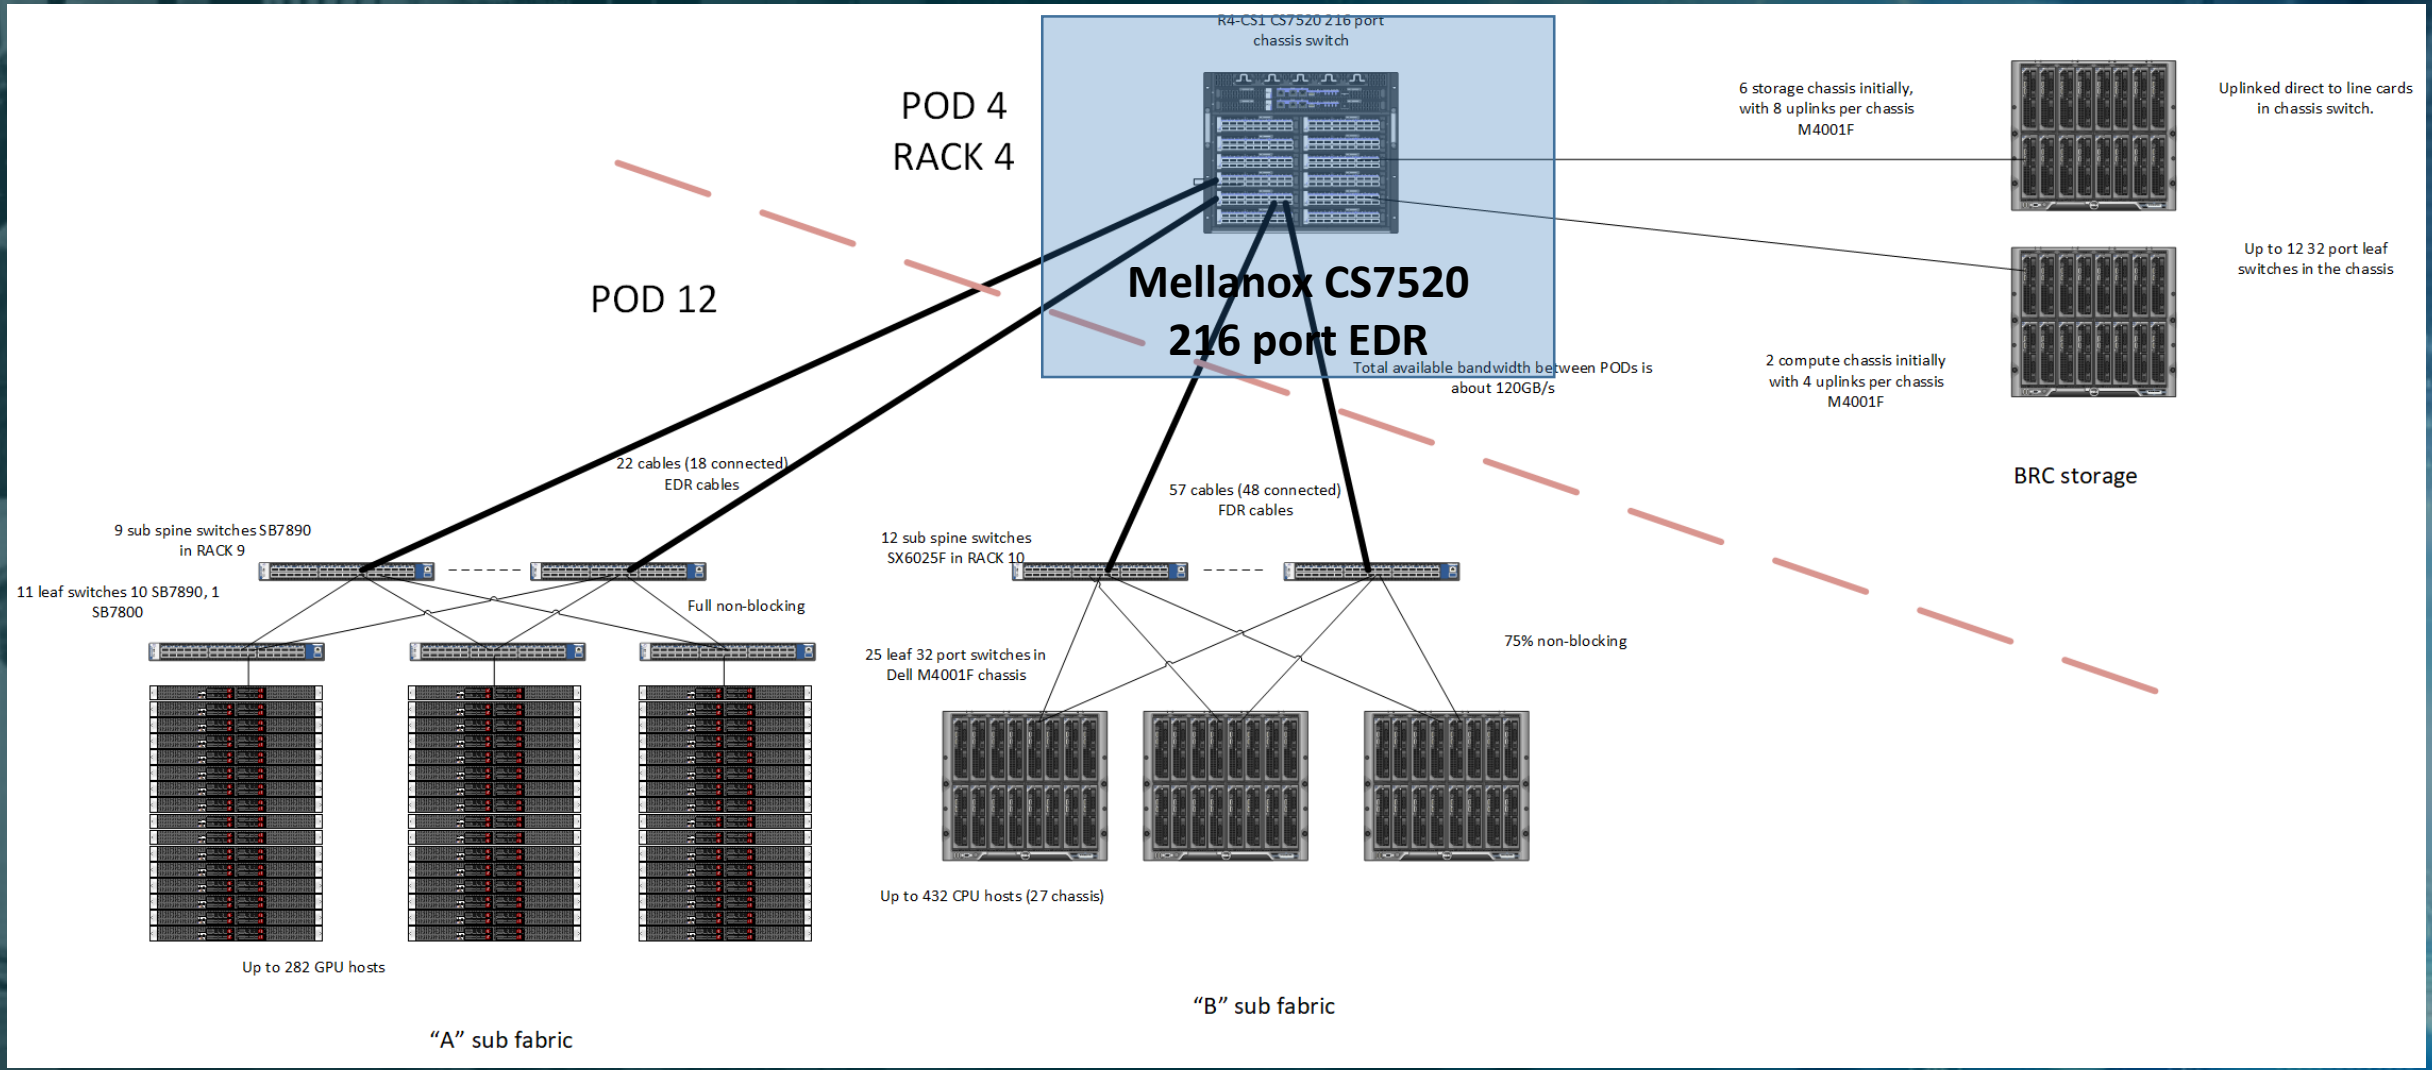 R4-CS1 CS7520 216 port
chassis switch
POD 4
RACK 4
6 storage chassis initially,
with 8 uplinks per chassis
M4001F
Uplinked direct to line cards
in chassis switch.
Up to 12 32 port leaf
switches in the chassis
POD 12
Mellanox CS7520
216 port EDR
Total available bandwidth between PODs is
about 120GB/s
2 compute chassis initially
with 4 uplinks per chassis
M4001F
BRC storage
22 cables (18 connected)
EDR cables
57 cables (48 connected)
FDR cables
9 sub spine switches SB7890
in RACK 9
12 sub spine switches
SX6025F in RACK 10
11 leaf switches 10 SB7890, 1
SB7800
Full non-blocking
25 leaf 32 port switches in
Dell M4001F chassis
75% non-blocking
Up to 432 CPU hosts (27 chassis)
Up to 282 GPU hosts
"B" sub fabric
"A" sub fabric